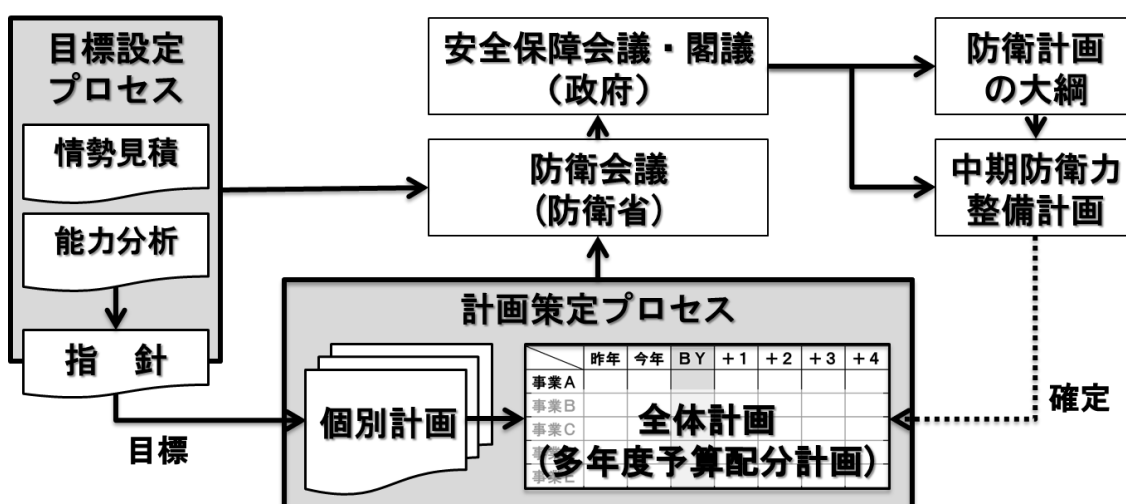 目標設定
プロセス
情勢見積
能力分析
指　針
目標
安全保障会議・閣議
（政府）
防衛会議
（防衛省）
防衛計画
の大綱
中期防衛力
整備計画
確定
計画策定プロセス
個別計画
昨年 今年 ＢＹ ＋１ ＋２ ＋３ ＋４
事業Ａ
事業Ｂ
事業Ｃ
事業Ｅ
全体計画
（多年度予算配分計画）